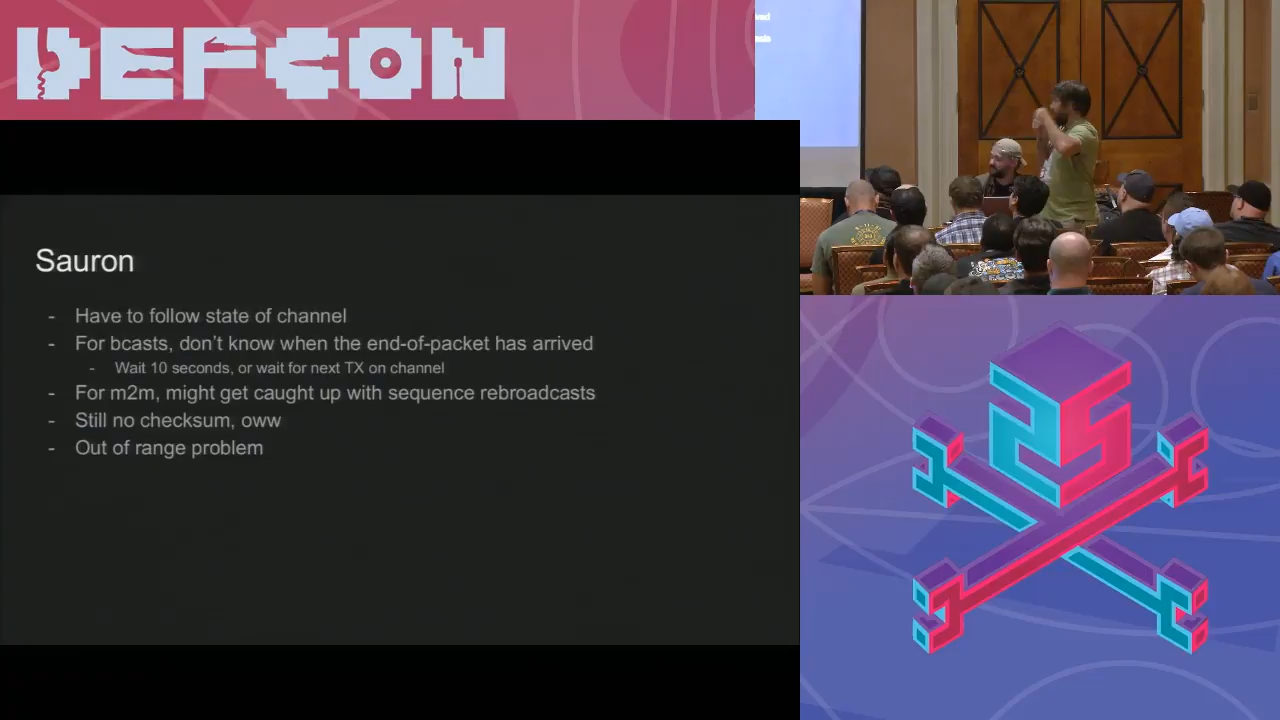 DEFCON
Sauron
- Have to follow state of channel
- For bcasts, don't know when the end-of-packet has arrived
- Wait 10 seconds, or wait for next TX on channel
- For m2m, might get caught up with sequence rebroadcasts
- Still no checksum, oww
- Out of range problem